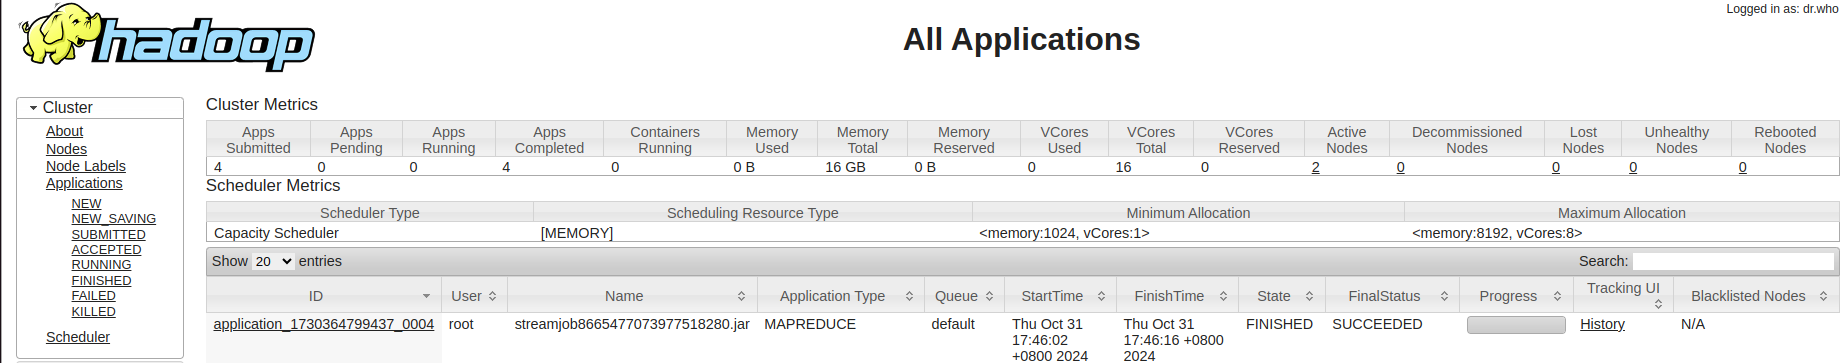 Logged in as: dr.who
hadoop
All Applications
Cluster
About
Nodes
Node Labels
Applications
NEW
NEW_SAVING
SUBMITTED
ACCEPTED
RUNNING
FINISHED
FAILED
KILLED
Scheduler
Cluster Metrics
Apps Submitted Apps Pending Apps Running Apps Completed Containers Running Memory Used Memory Total Memory Reserved VCores Used VCores Total VCores Reserved Active Nodes Decommissioned Nodes Lost Nodes Unhealthy Nodes Rebooted Nodes
4 0 0 4 0 0 B 16 GB 0 B 0 16 0 2 0 0 0 0
Scheduler Metrics
Scheduler Type Scheduling Resource Type Minimum Allocation Maximum Allocation
Capacity Scheduler [MEMORY] <memory:1024, vCores:1> <memory:8192, vCores:8>
Show 20 entries Search:
ID User Name Application Type Queue StartTime FinishTime State FinalStatus Progress Tracking UI Blacklisted Nodes
application_1730364799437_0004 root streamjob8665477073977518280.jar MAPREDUCE default Thu Oct 31 17:46:02 +0800 2024 Thu Oct 31 17:46:16 +0800 2024 FINISHED SUCCEEDED History N/A